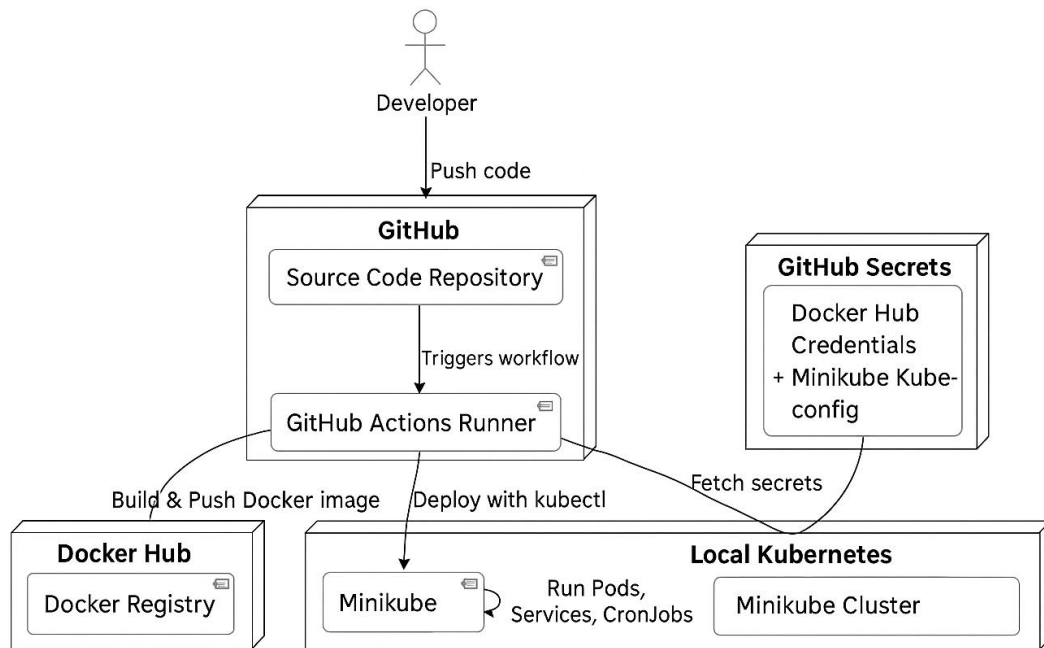 Developer
Push code
GitHub
Source Code Repository
Triggers workflow
GitHub Actions Runner
GitHub Secrets
Docker Hub
Credentials
+ Minikube Kube-
config
Build & Push Docker image
Deploy with kubectl
Fetch secrets
Docker Hub
Docker Registry
Local Kubernetes
Minikube
Run Pods,
Services, CronJobs
Minikube Cluster